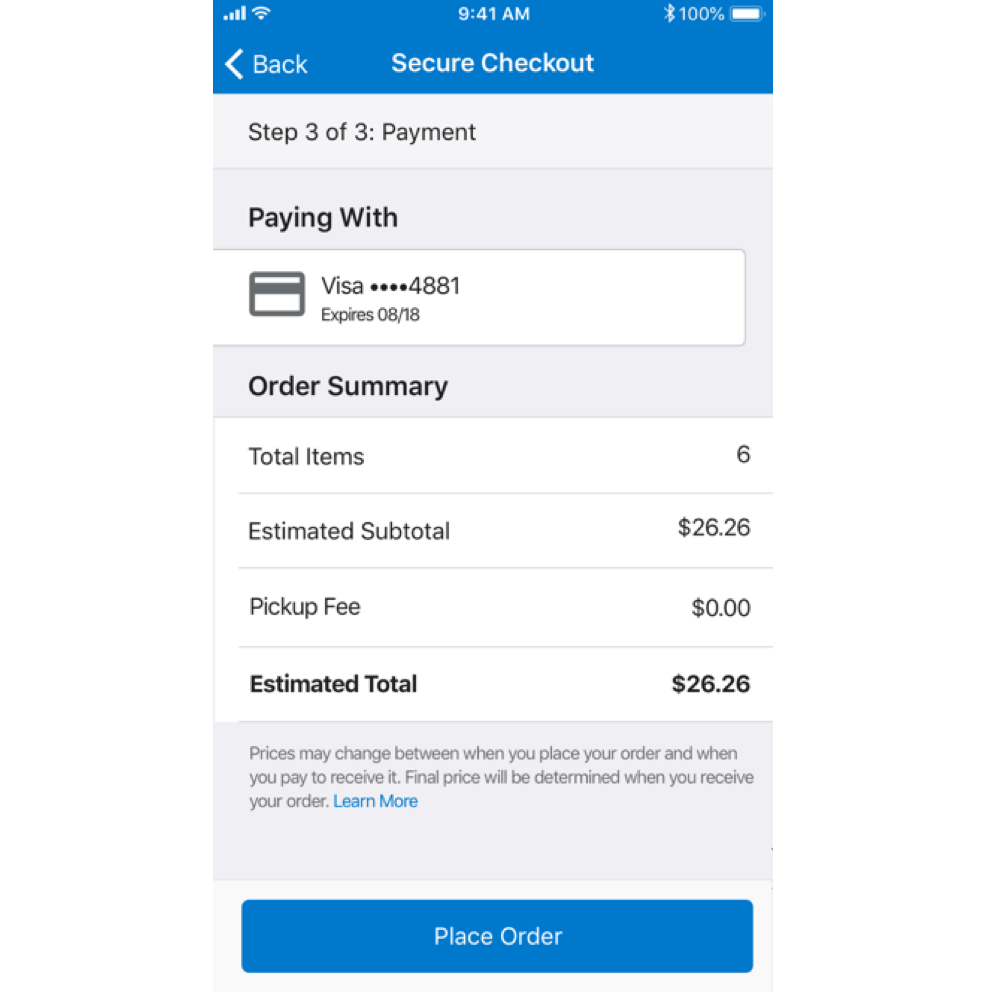 9:41 AM
100%
Back
Secure Checkout
Step 3 of 3: Payment
Paying With
Visa ••••4881
Expires 08/18
Order Summary
Total Items 6
Estimated Subtotal $26.26
Pickup Fee $0.00
Estimated Total $26.26
Prices may change between when you place your order and when
you pay to receive it. Final price will be determined when you receive
your order. Learn More
Place Order